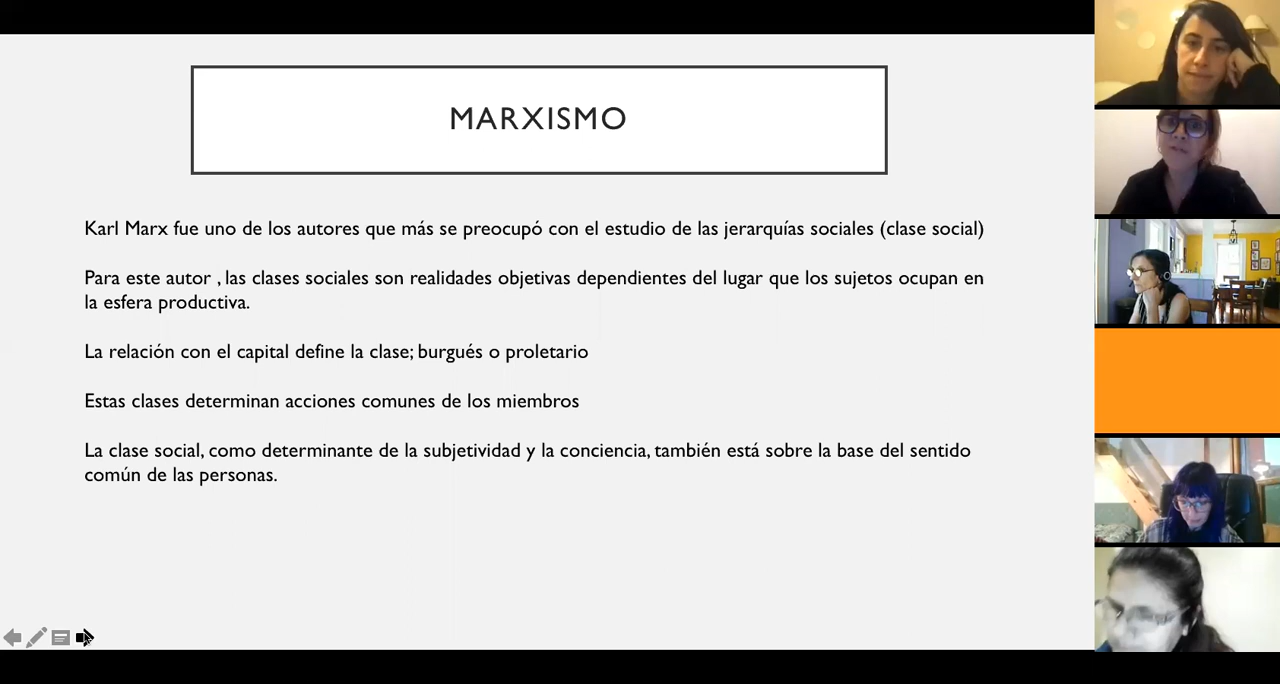 MARXISMO
Karl Marx fue uno de los autores que más se preocupó con el estudio de las jerarquías sociales (clase social)
Para este autor , las clases sociales son realidades objetivas dependientes del lugar que los sujetos ocupan en
la esfera productiva.
La relación con el capital define la clase; burgués o proletario
Estas clases determinan acciones comunes de los miembros
La clase social, como determinante de la subjetividad y la conciencia, también está sobre la base del sentido
común de las personas.